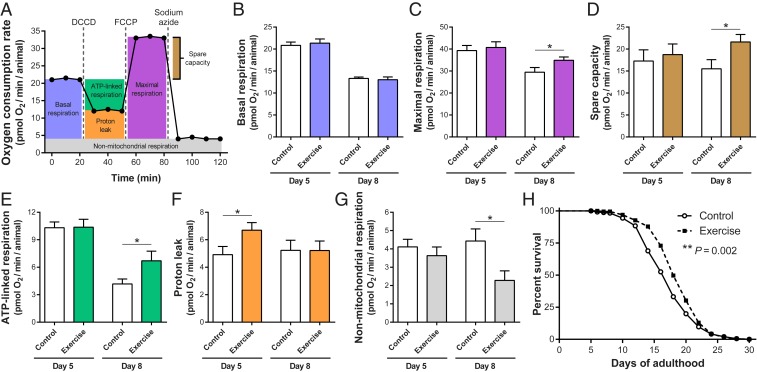 A
DCCD
FCCP
Sodium
azide
Oxygen consumption rate
(pmol O2/ min / animal)
35
30
25
20
15
10
5
0
Basal
respiration
ATP-linked
respiration
Proton
leak
Maximal
respiration
Spare
capacity
Non-mitochondrial respiration
0 20 40 60 80 100 120
Time (min)
B
Basal respiration
(pmol O2 / min / animal)
30
20
10
0
Control
Exercise
Control
Exercise
Day 5
Day 8
C
Maximal respiration
(pmol O2 / min / animal)
60
50
40
30
20
10
0
*
Control
Exercise
Control
Exercise
Day 5
Day 8
D
Spare capacity
(pmol O2 / min / animal)
30
20
10
0
*
Control
Exercise
Control
Exercise
Day 5
Day 8
E
ATP-linked respiration
(pmol O2 / min / animal)
12
9
6
3
0
*
Control
Exercise
Control
Exercise
Day 5
Day 8
F
Proton leak
(pmol O2 / min / animal)
10
8
6
4
2
0
*
Control
Exercise
Control
Exercise
Day 5
Day 8
G
Non-mitochondrial respiration
(pmol O2 / min / animal)
6
5
4
3
2
1
0
*
Control
Exercise
Control
Exercise
Day 5
Day 8
H
Percent survival
100
75
50
25
0
Control
Exercise
** P = 0.002
0 5 10 15 20 25 30
Days of adulthood